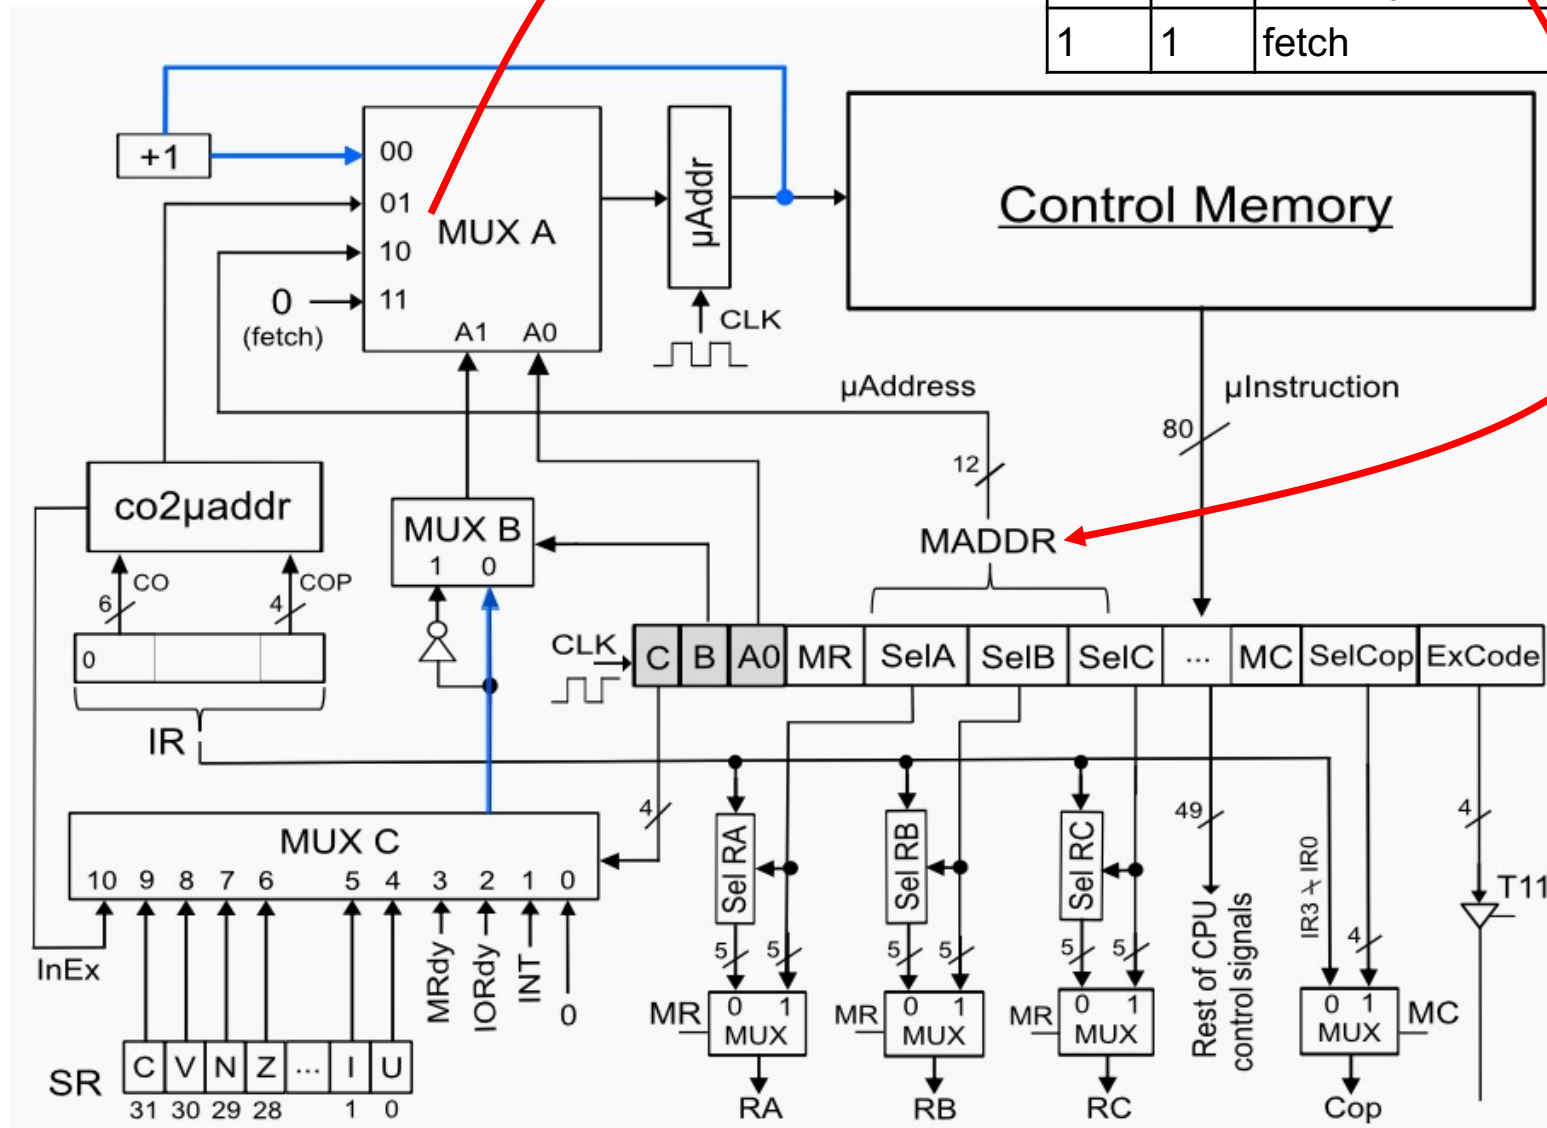 1 1 fetch
+1
00
01
10
11
MUX A
A1 A0
0
(fetch)
µAddr
CLK
Control Memory
µAddress
µInstruction
80
12
co2µaddr
MUX B
1 0
MADDR
CO
COP
6
4
0
IR
CLK
C B A0 MR SelA SelB SelC ... MC SelCop ExCode
4
MUX C
10 9 8 7 6 5 4 3 2 1 0
InEx
MRdy
IORdy
INT
0
SR
C V N Z ... I U
31 30 29 28 1 0
Sel RA
Sel RB
Sel RC
5 5
5 5
5 5
49
Rest of CPU
control signals
IR3 IR0
4
4
T11
MR 0 1 MUX
MR 0 1 MUX
MR 0 1 MUX
0 1 MUX MC
RA
RB
RC
Cop